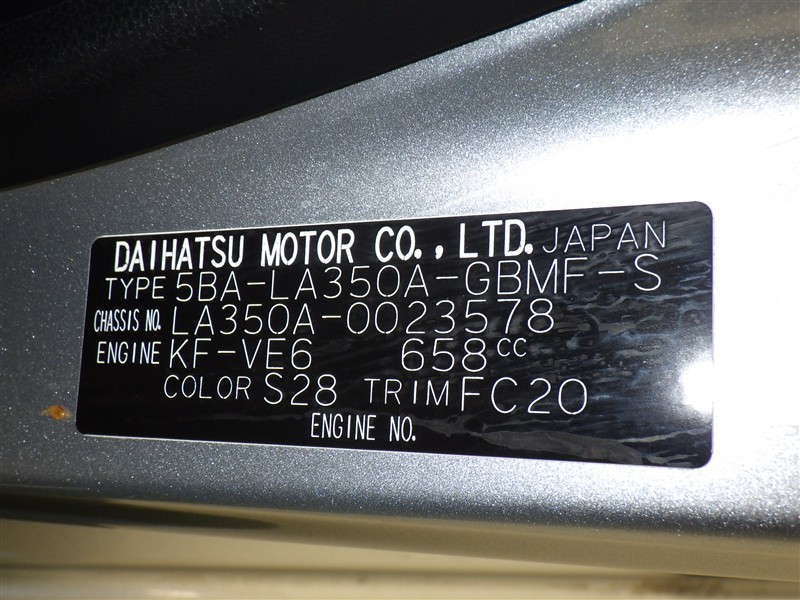 DAIHATSU MOTOR CO., LTD. JAPAN
TYPE 5BA-LA350A-GBMF-S
CHASSIS NO. LA350A-0023578
ENGINE KF-VE6 658CC
COLOR S28 TRIM FC20
ENGINE NO.